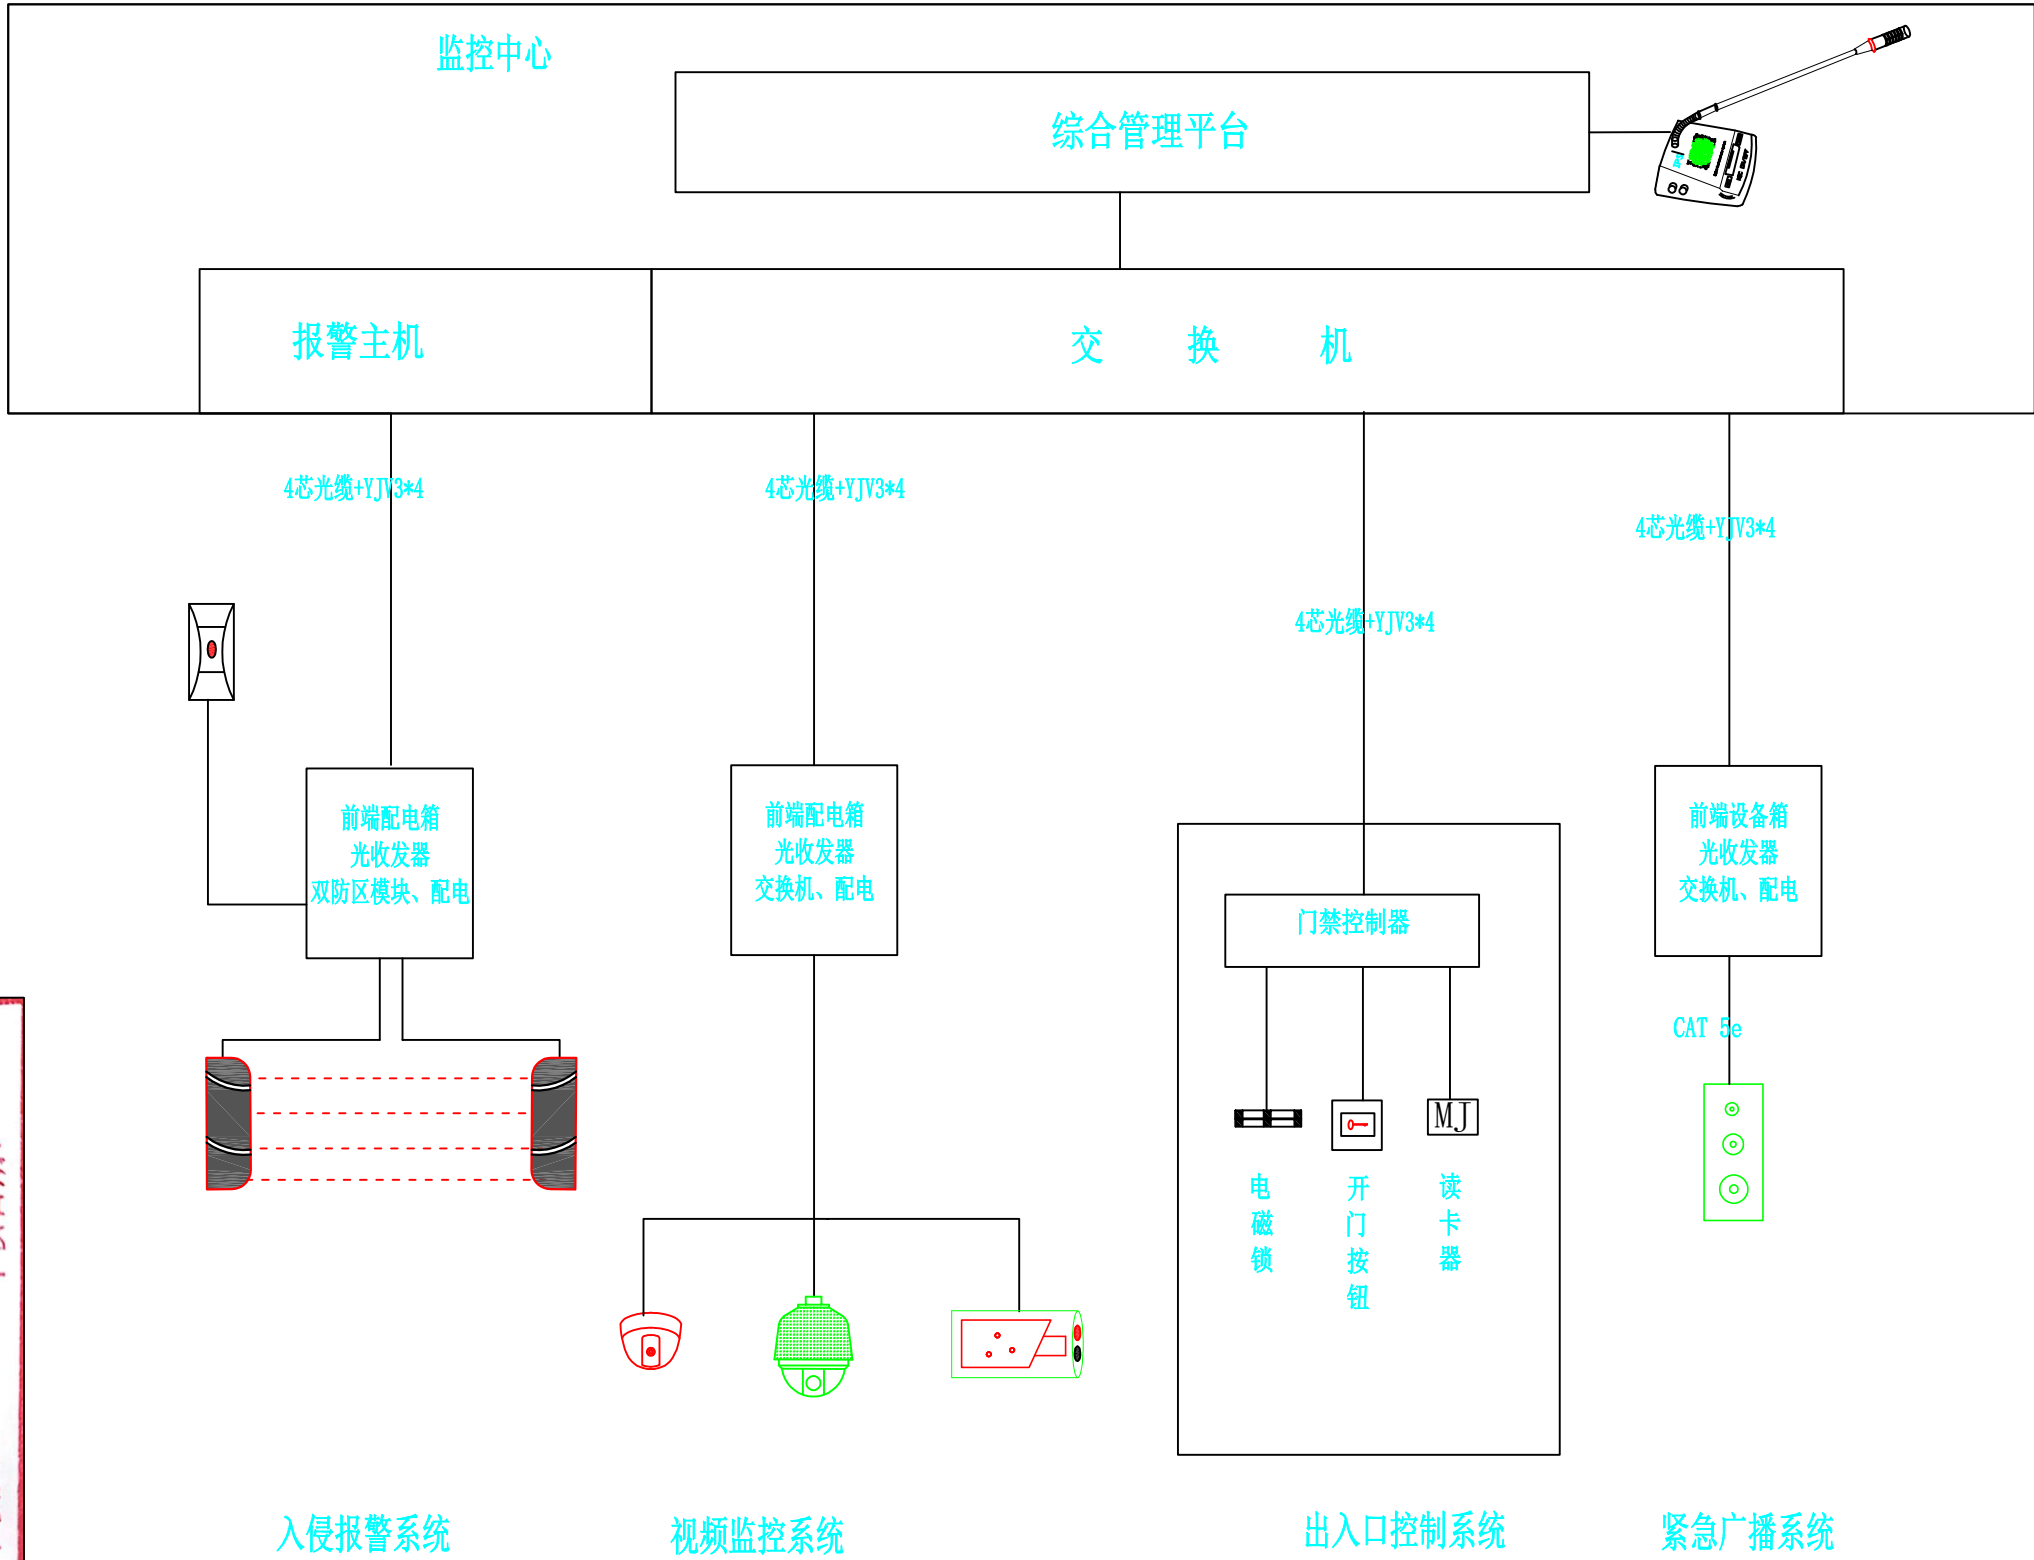 监控中心
综合管理平台
报警主机
交 换 机
4芯光缆+YJV3*4
4芯光缆+YJV3*4
4芯光缆+YJV3*4
4芯光缆+YJV3*4
前端配电箱
光收发器
双防区模块、配电
前端配电箱
光收发器
交换机、配电
门禁控制器
前端设备箱
光收发器
交换机、配电
CAT 5e
MJ
电磁锁
开门按钮
读卡器
入侵报警系统
视频监控系统
出入口控制系统
紧急广播系统